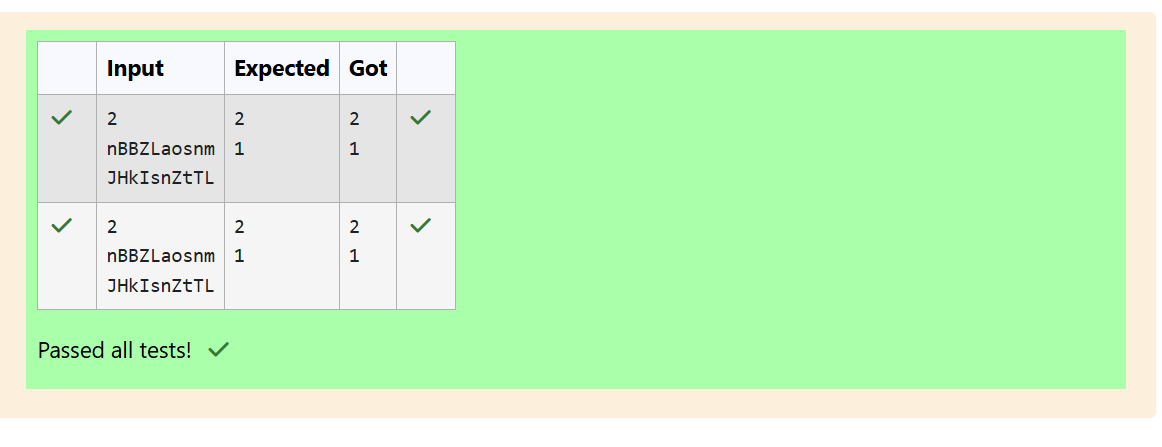 Input Expected Got
2 2 2
nBBZLaosnm 1 1
JHkIsnZtTL
2 2 2
nBBZLaosnm 1 1
JHkIsnZtTL
Passed all tests!